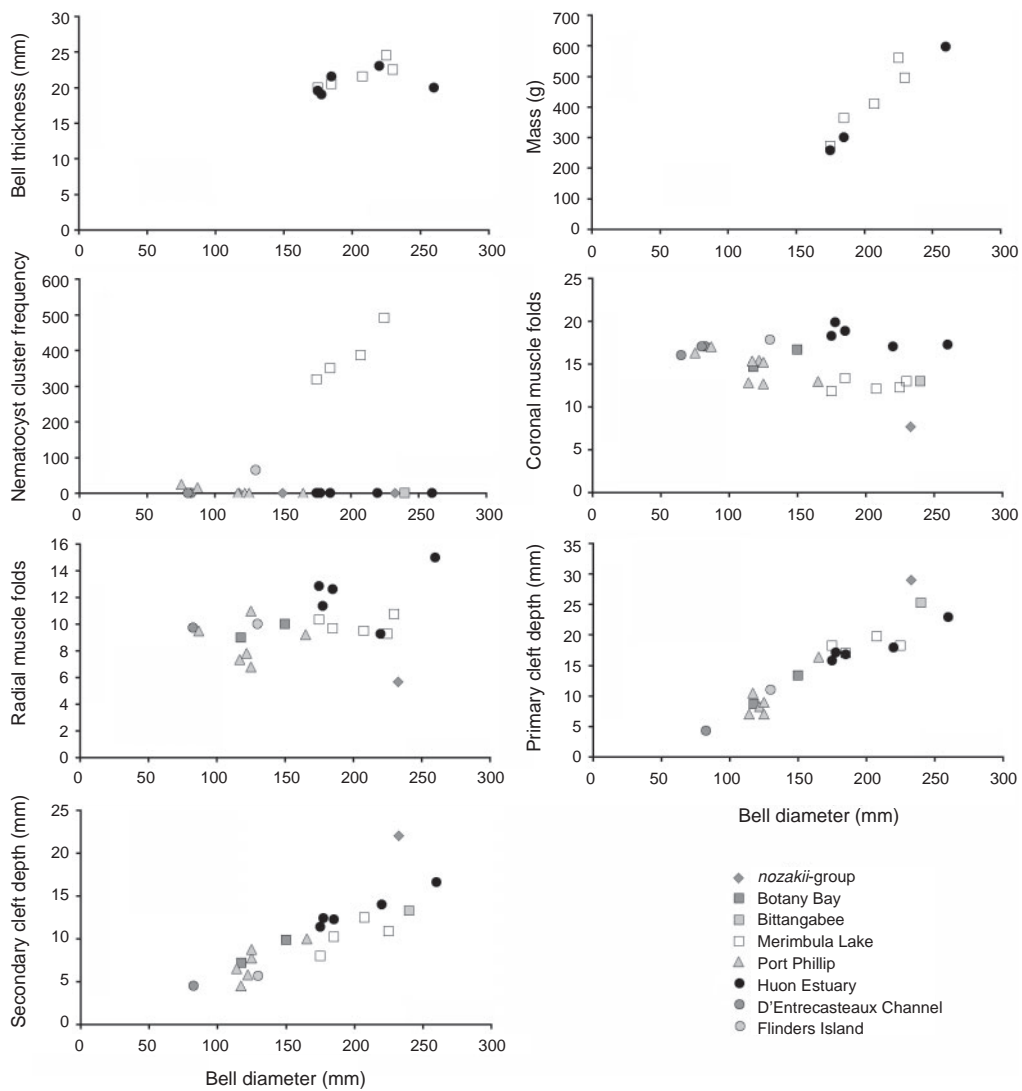 Bell thickness (mm)
30
25
20
15
10
5
0
0 50 100 150 200 250 300
Mass (g)
700
600
500
400
300
200
100
0
0 50 100 150 200 250 300
Nematocyst cluster frequency
600
500
400
300
200
100
0
0 50 100 150 200 250 300
Coronal muscle folds
25
20
15
10
5
0
0 50 100 150 200 250 300
Radial muscle folds
16
14
12
10
8
6
4
2
0
0 50 100 150 200 250 300
Primary cleft depth (mm)
35
30
25
20
15
10
5
0
0 50 100 150 200 250 300
Bell diameter (mm)
Secondary cleft depth (mm)
25
20
15
10
5
0
0 50 100 150 200 250 300
Bell diameter (mm)
nozakii-group
Botany Bay
Bittangabee
Merimbula Lake
Port Phillip
Huon Estuary
D'Entrecasteaux Channel
Flinders Island